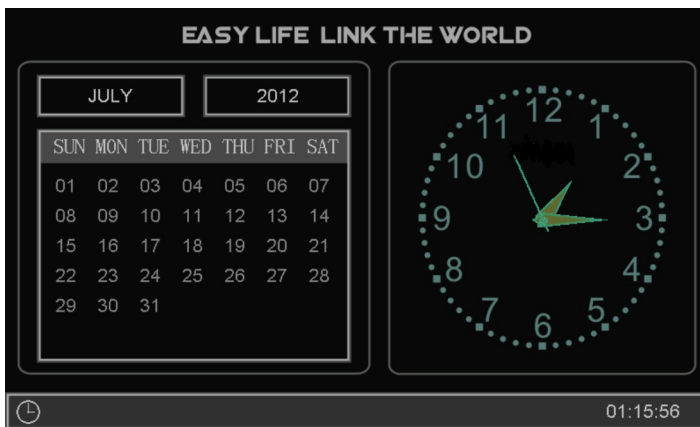 EASY LIFE LINK THE WORLD
JULY
2012
SUN MON TUE WED THU FRI SAT
01 02 03 04 05 06 07
08 09 10 11 12 13 14
15 16 17 18 19 20 21
22 23 24 25 26 27 28
29 30 31
12
1
2
3
4
5
6
7
8
9
10
11
01:15:56